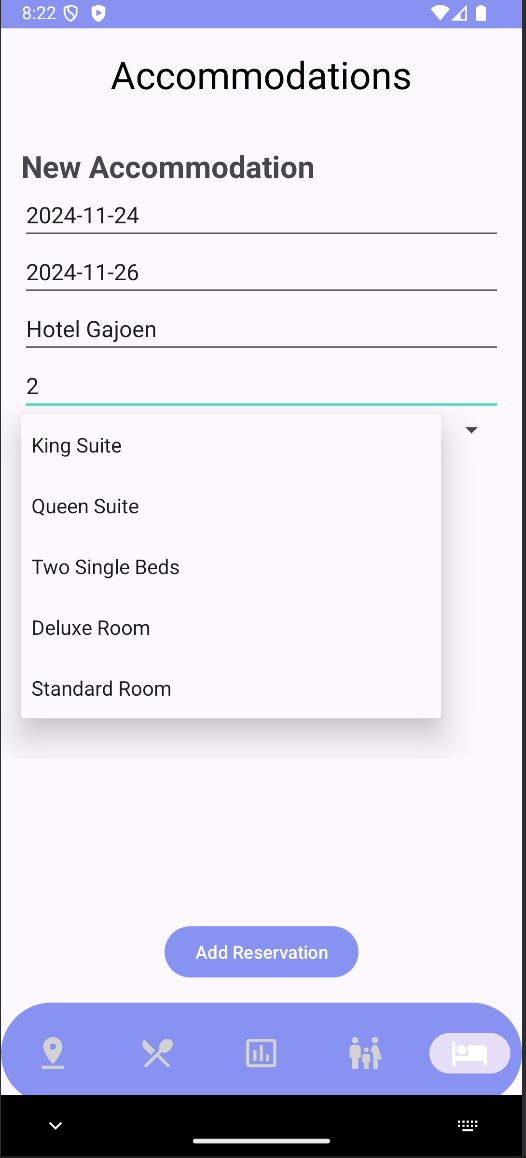 8:22
Accommodations
New Accommodation
2024-11-24
2024-11-26
Hotel Gajoen
2
King Suite
Queen Suite
Two Single Beds
Deluxe Room
Standard Room
Add Reservation